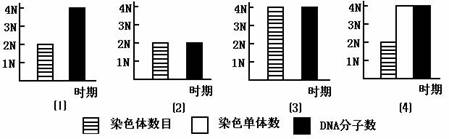 4N 4N 4N 4N
3N 3N 3N 3N
2N 2N 2N 2N
1N 1N 1N 1N
时期 时期 时期 时期
(1) (2) (3) (4)
染色体数目 染色单体数 DNA分子数